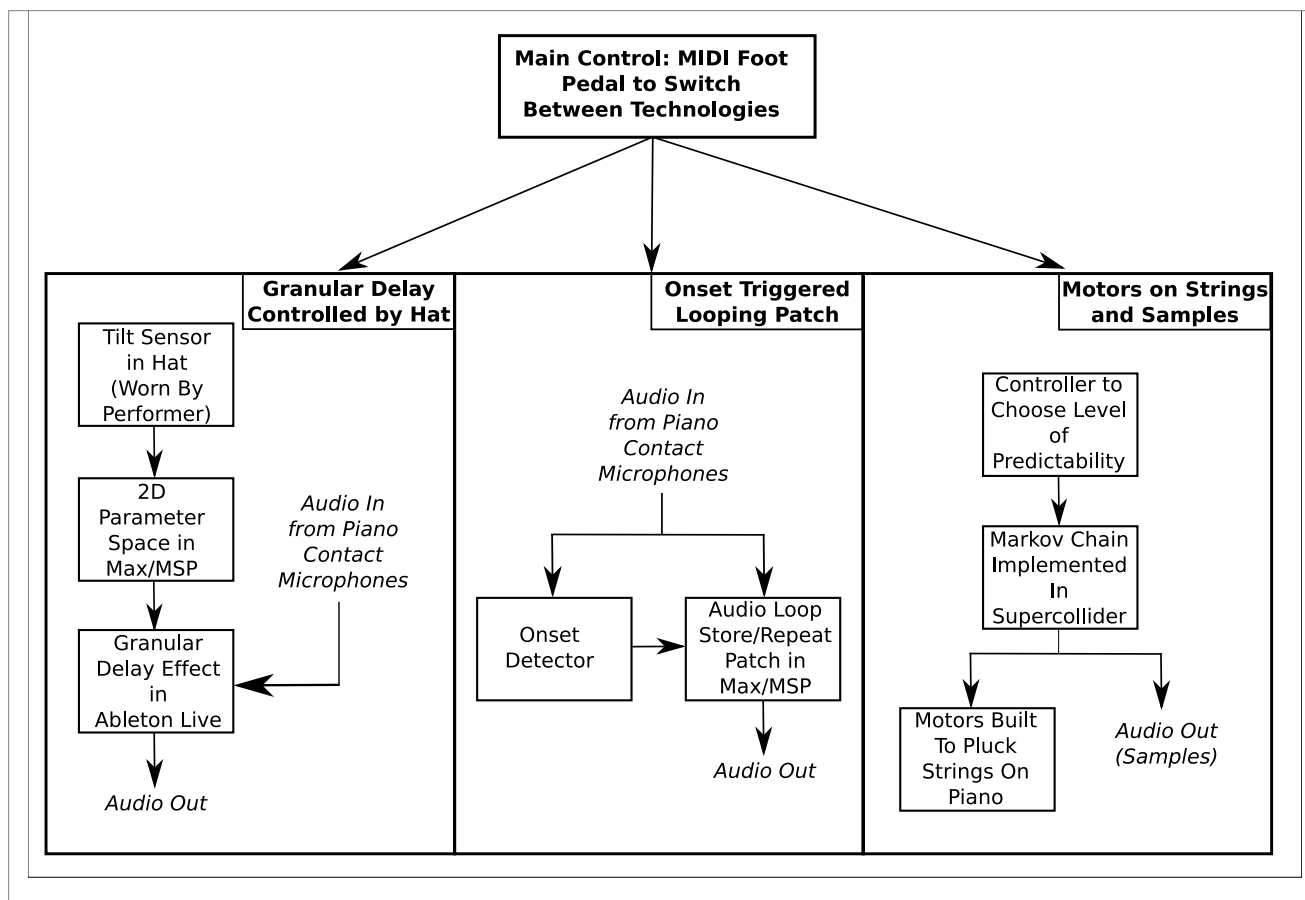 Main Control: MIDI Foot
Pedal to Switch
Between Technologies
Granular Delay
Controlled by Hat
Tilt Sensor
in Hat
(Worn By
Performer)
2D
Parameter
Space in
Max/MSP
Audio In
from Piano
Contact
Microphones
Granular
Delay Effect
in
Ableton Live
Audio Out
Onset Triggered
Looping Patch
Audio In
from Piano
Contact
Microphones
Onset
Detector
Audio Loop
Store/Repeat
Patch in
Max/MSP
Audio Out
Motors on Strings
and Samples
Controller to
Choose Level
of
Predictability
Markov Chain
Implemented
In
Supercollider
Motors Built
To Pluck
Strings On
Piano
Audio Out
(Samples)